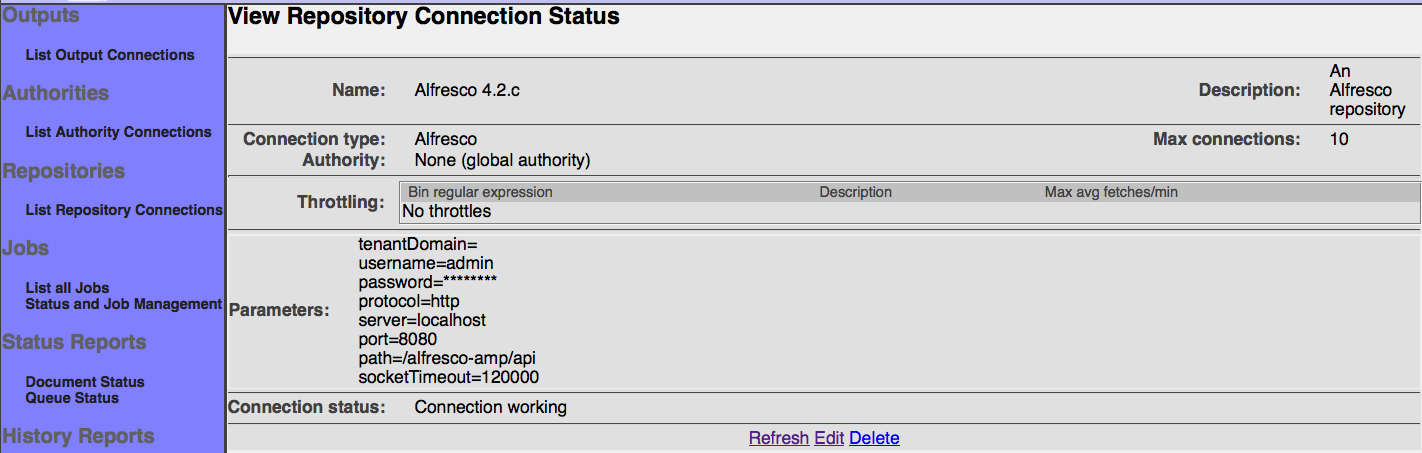 Outputs
List Output Connections
Authorities
List Authority Connections
Repositories
List Repository Connections
Jobs
List all Jobs
Status and Job Management
Status Reports
Document Status
Queue Status
History Reports
View Repository Connection Status
Name: Alfresco 4.2.c
Description: An
Alfresco
repository
Connection type: Alfresco
Max connections: 10
Authority: None (global authority)
Throttling:
Bin regular expression Description Max avg fetches/min
No throttles
Parameters:
tenantDomain=
username=admin
password=********
protocol=http
server=localhost
port=8080
path=/alfresco-amp/api
socketTimeout=120000
Connection status: Connection working
Refresh Edit Delete